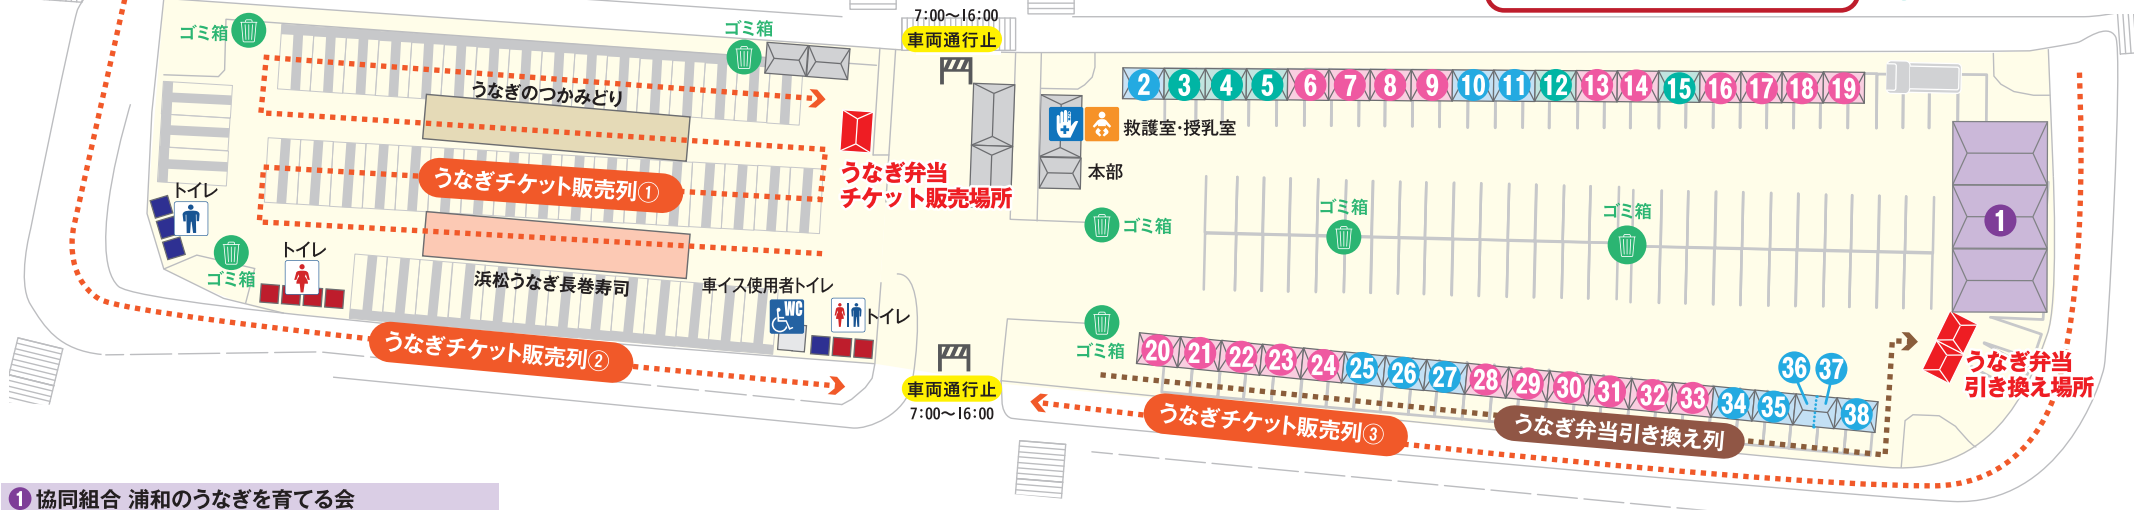 7:00〜16:00
車両通行止
ゴミ箱
ゴミ箱
うなぎのつかみどり
うなぎ弁当
チケット販売場所
うなぎチケット販売列①
トイレ
ゴミ箱
トイレ
浜松うなぎ長巻寿司
車イス使用者トイレ
WC
トイレ
うなぎチケット販売列②
車両通行止
7:00〜16:00
救護室・授乳室
本部
2 3 4 5 6 7 8 9 10 11 12 13 14 15 16 17 18 19
ゴミ箱
ゴミ箱
ゴミ箱
1
ゴミ箱
20 21 22 23 24 25 26 27 28 29 30 31 32 33 34 35 36 37 38
うなぎ弁当
引き換え場所
うなぎチケット販売列③
うなぎ弁当引き換え列
1 協同組合 浦和のうなぎを育てる会